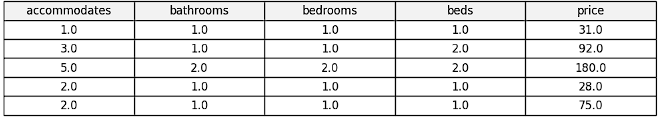 accommodates bathrooms bedrooms beds price
1.0 1.0 1.0 1.0 31.0
3.0 1.0 1.0 2.0 92.0
5.0 2.0 2.0 2.0 180.0
2.0 1.0 1.0 1.0 28.0
2.0 1.0 1.0 1.0 75.0